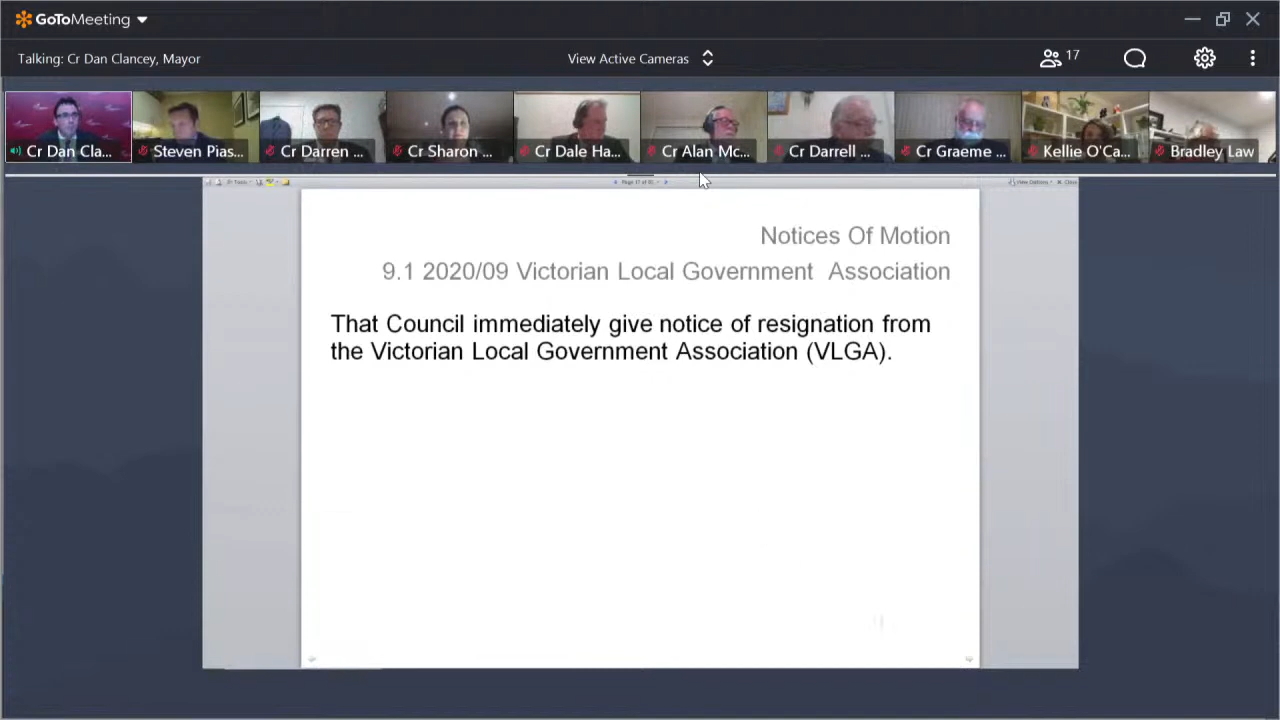 GoToMeeting
Talking: Cr Dan Clancey, Mayor
View Active Cameras
17
Cr Dan Cla...
Steven Pias...
Cr Darren ...
Cr Sharon ...
Cr Dale Ha...
Cr Alan Mc...
Cr Darrell ...
Cr Graeme ...
Kellie O'Ca...
Bradley Law
Notices Of Motion
9.1 2020/09 Victorian Local Government Association
That Council immediately give notice of resignation from
the Victorian Local Government Association (VLGA).